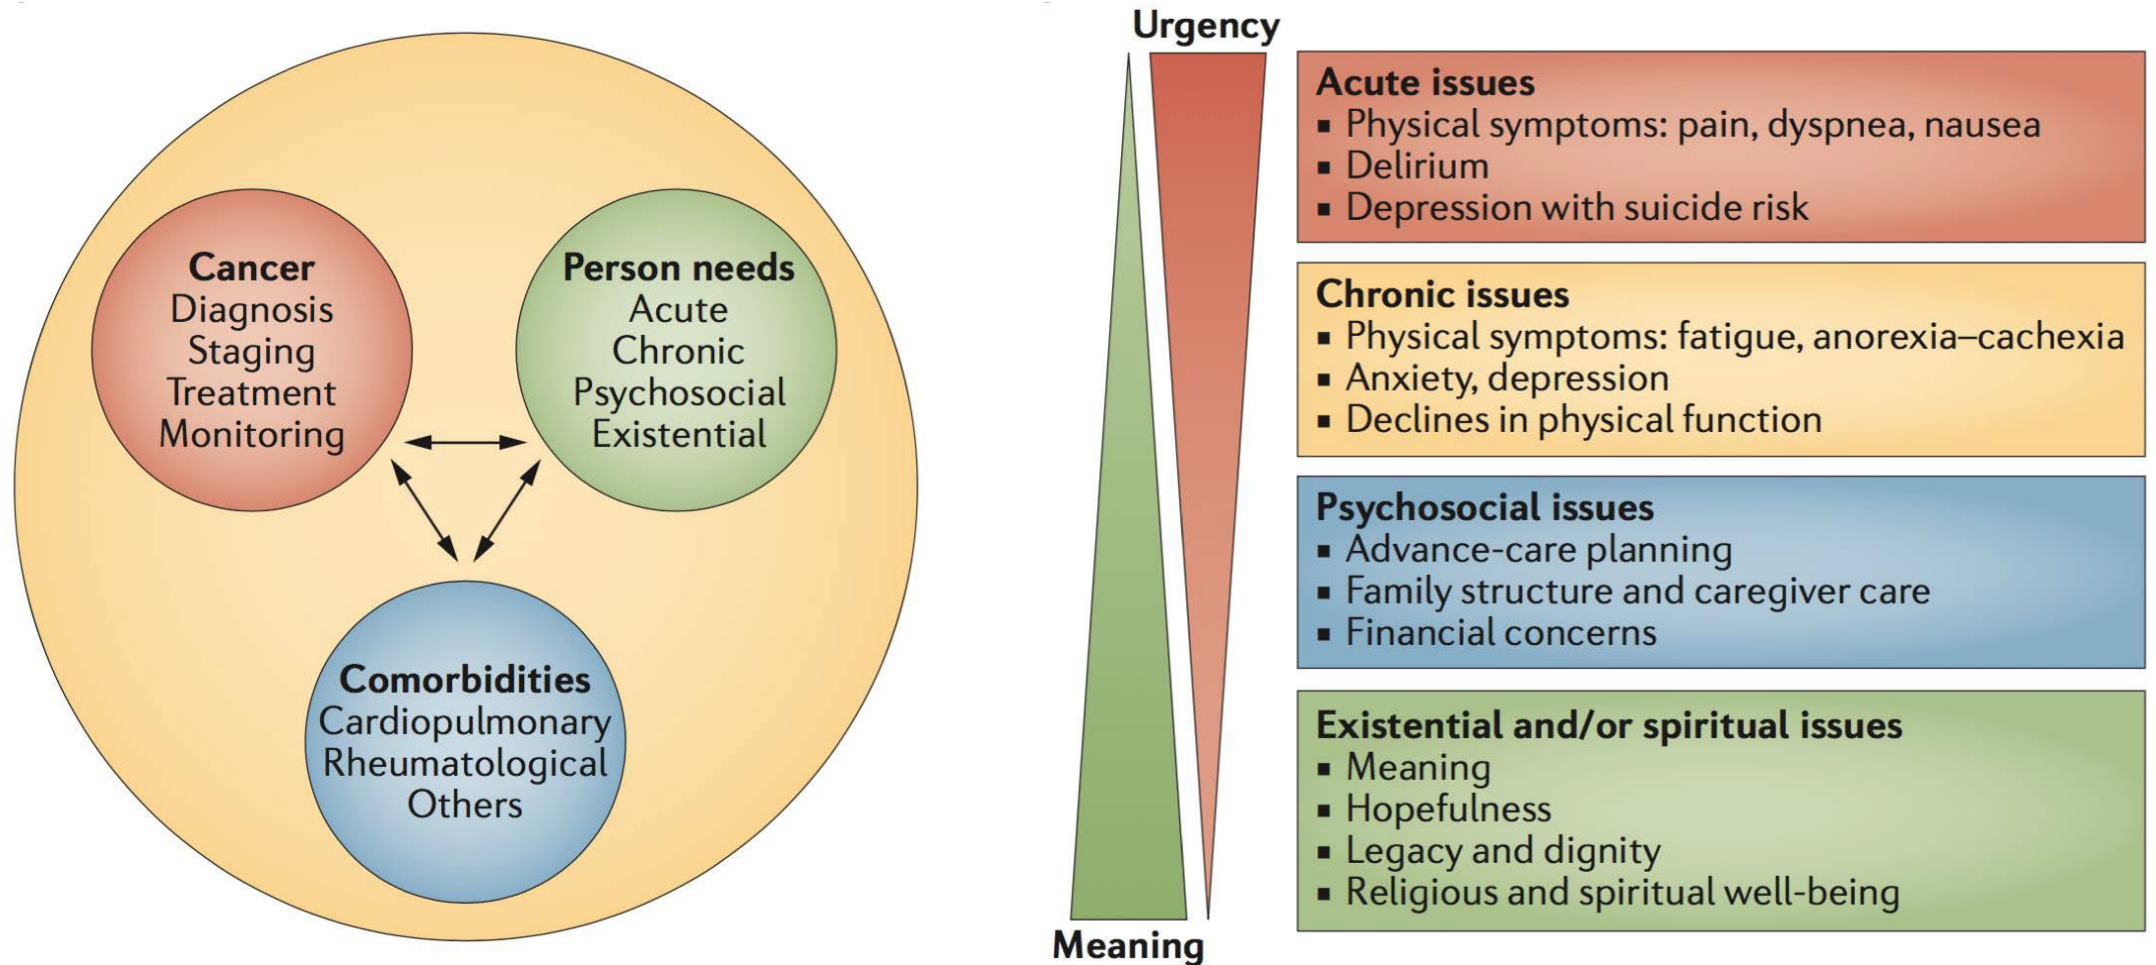 Cancer
Diagnosis
Staging
Treatment
Monitoring
Person needs
Acute
Chronic
Psychosocial
Existential
Comorbidities
Cardiopulmonary
Rheumatological
Others
Urgency
Meaning
Acute issues
▪ Physical symptoms: pain, dyspnea, nausea
▪ Delirium
▪ Depression with suicide risk
Chronic issues
▪ Physical symptoms: fatigue, anorexia–cachexia
▪ Anxiety, depression
▪ Declines in physical function
Psychosocial issues
▪ Advance-care planning
▪ Family structure and caregiver care
▪ Financial concerns
Existential and/or spiritual issues
▪ Meaning
▪ Hopefulness
▪ Legacy and dignity
▪ Religious and spiritual well-being